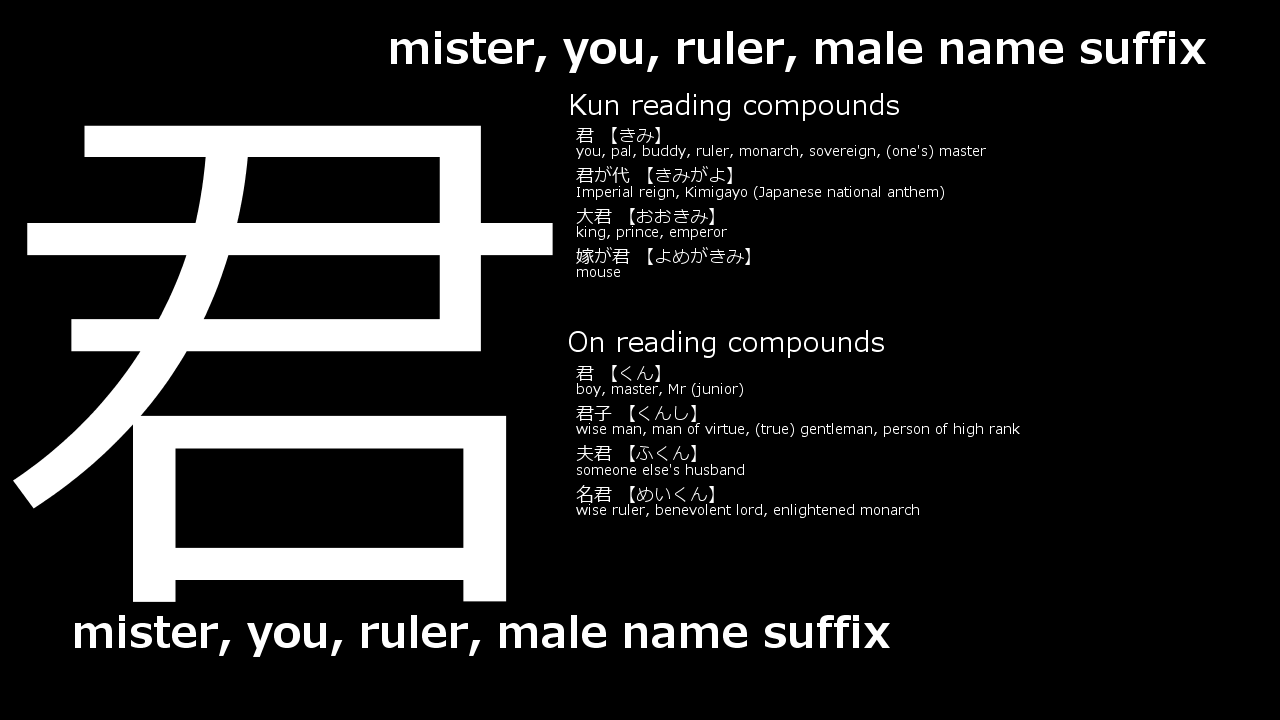 mister, you, ruler, male name suffix
君
Kun reading compounds
君 【きみ】
you, pal, buddy, ruler, monarch, sovereign, (one's) master
君が代 【きみがよ】
Imperial reign, Kimigayo (Japanese national anthem)
大君 【おおきみ】
king, prince, emperor
嫁が君 【よめがきみ】
mouse
On reading compounds
君 【くん】
boy, master, Mr (junior)
君子 【くんし】
wise man, man of virtue, (true) gentleman, person of high rank
夫君 【ふくん】
someone else's husband
名君 【めいくん】
wise ruler, benevolent lord, enlightened monarch
mister, you, ruler, male name suffix